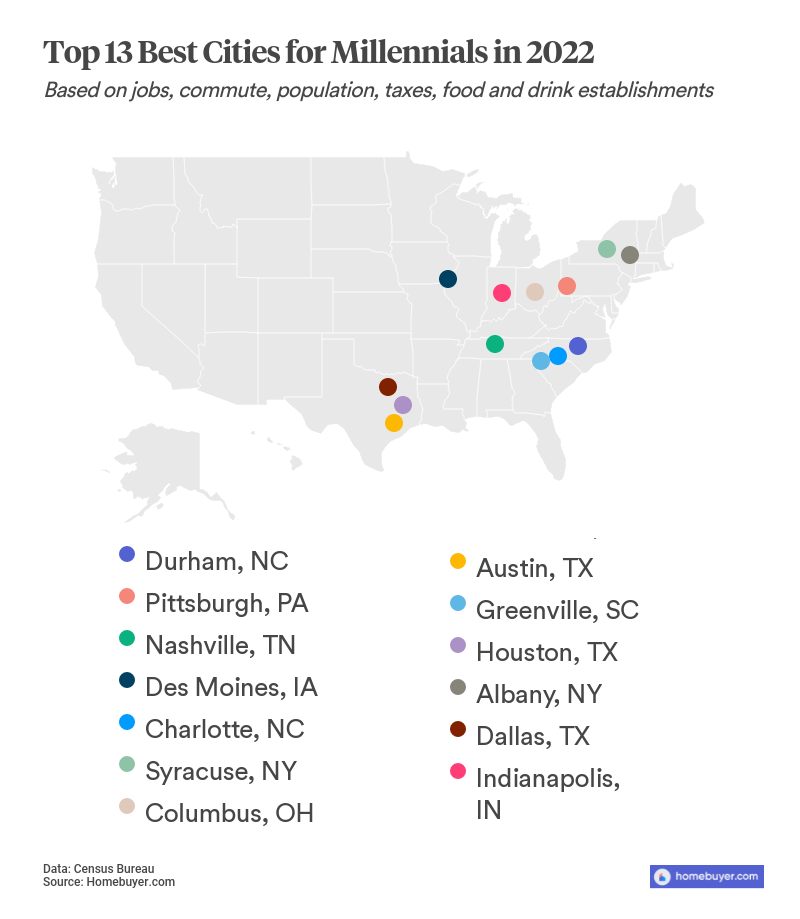 Top 13 Best Cities for Millennials in 2022
Based on jobs, commute, population, taxes, food and drink establishments
Durham, NC
Pittsburgh, PA
Nashville, TN
Des Moines, IA
Charlotte, NC
Syracuse, NY
Columbus, OH
Austin, TX
Greenville, SC
Houston, TX
Albany, NY
Dallas, TX
Indianapolis,
IN
Data: Census Bureau
Source: Homebuyer.com
homebuyer.com